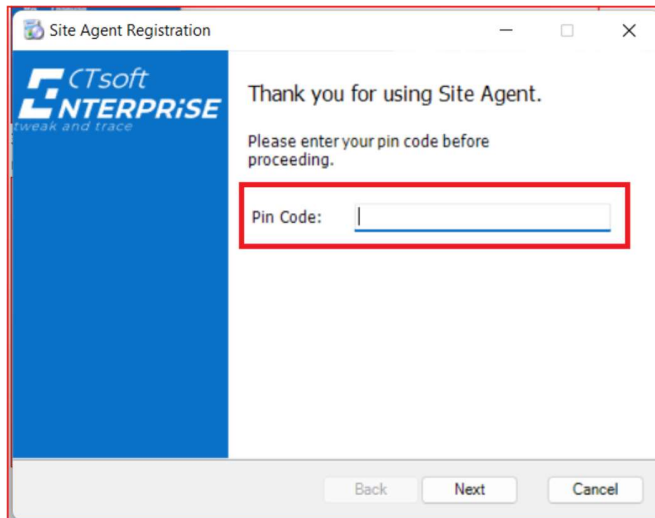 Site Agent Registration
CTsoft
ENTERPRiSE
tweak and trace
Thank you for using Site Agent.
Please enter your pin code before
proceeding.
Pin Code:
Back
Next
Cancel